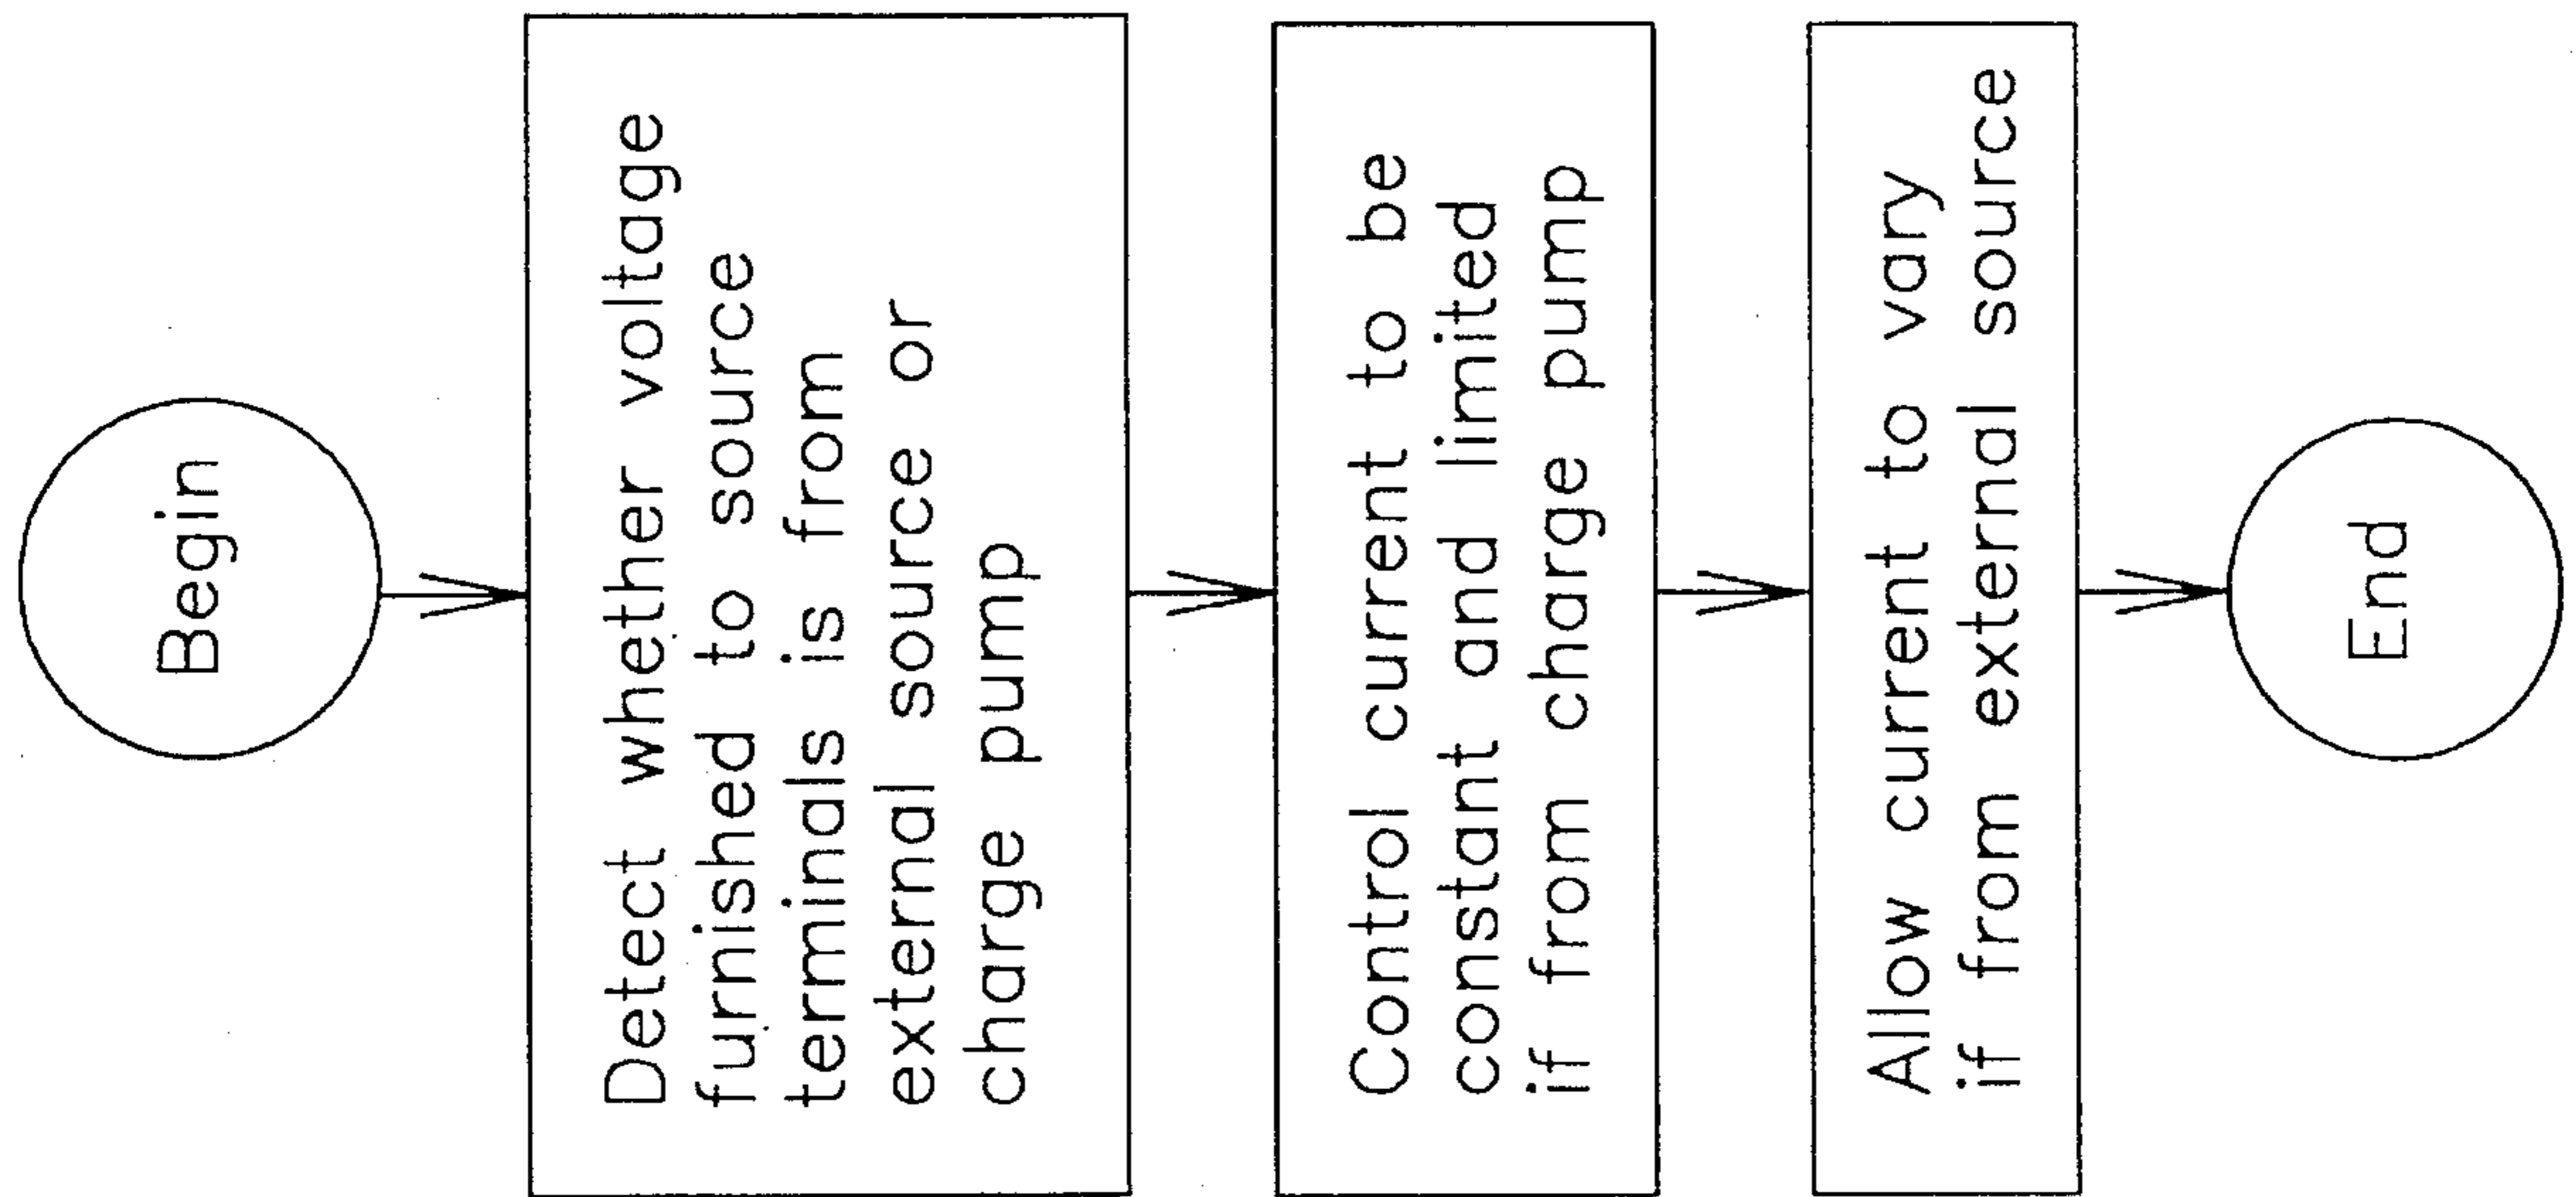 Begin
Detect whether voltage
furnished to source
terminals is from
external source or
charge pump
Control current to be
constant and limited
if from charge pump
Allow current to vary
if from external source
End